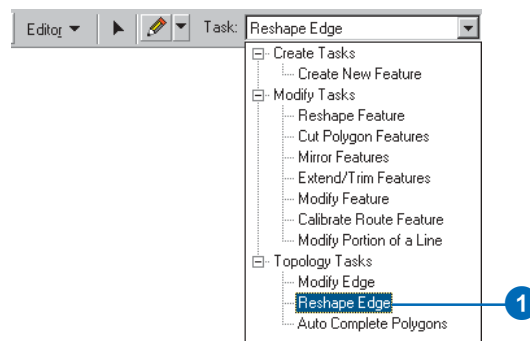 Editor Task: Reshape Edge
Create Tasks
Create New Feature
Modify Tasks
Reshape Feature
Cut Polygon Features
Mirror Features
Extend/Trim Features
Modify Feature
Calibrate Route Feature
Modify Portion of a Line
Topology Tasks
Modify Edge
Reshape Edge 1
Auto Complete Polygons